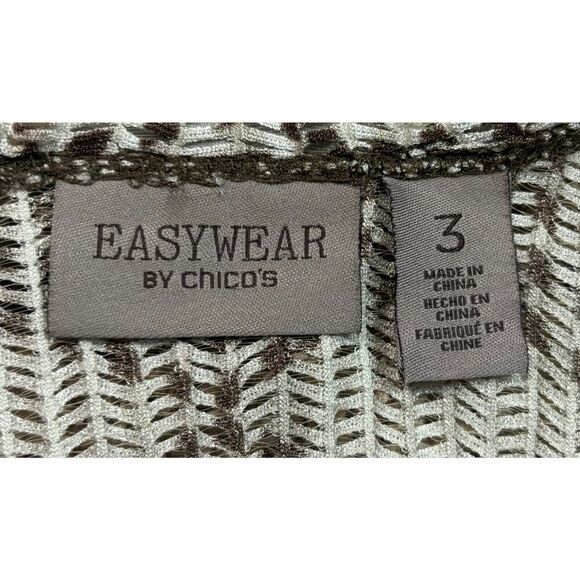 EASYWEAR
BY chico's
3
MADE IN
CHINA
HECHO EN
CHINA
FABRIQUÉ EN
CHINE